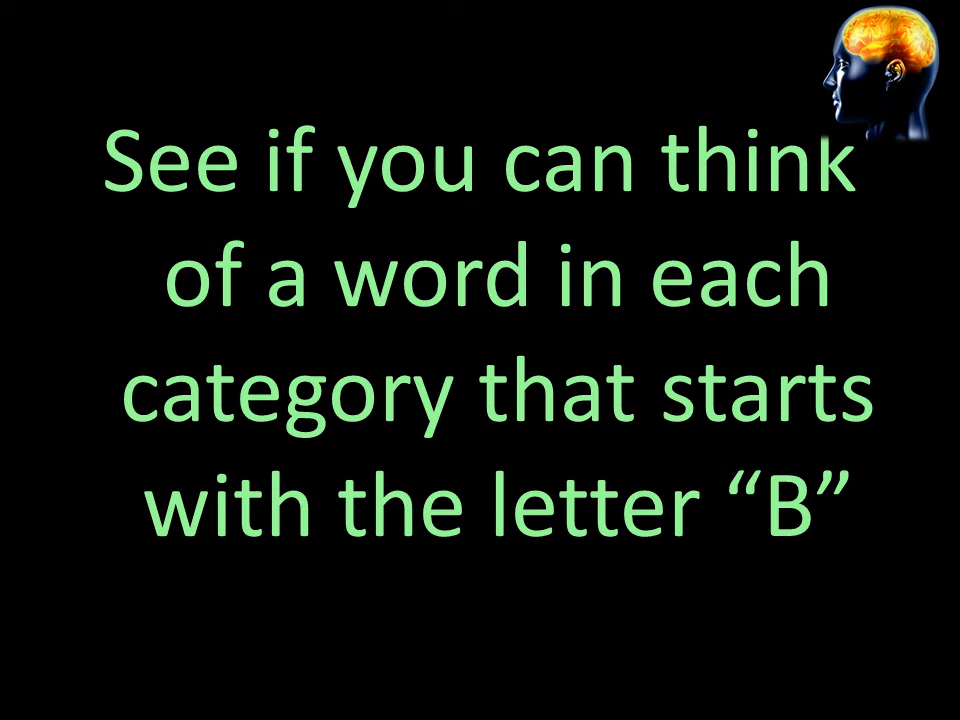 See if you can think
of a word in each
category that starts
with the letter “B”